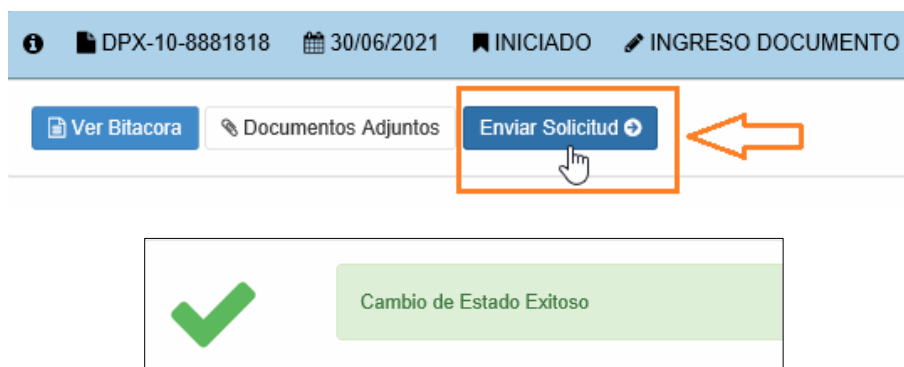 DPX-10-8881818 30/06/2021 INICIADO INGRESO DOCUMENTO
Ver Bitacora Documentos Adjuntos Enviar Solicitud
Cambio de Estado Exitoso